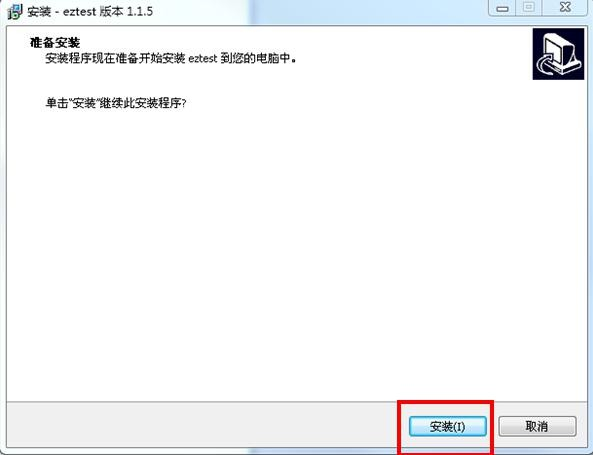 安装 - eztest 版本 1.1.5
准备安装
安装程序现在准备开始安装 eztest 到您的电脑中。
单击“安装”继续此安装程序?
安装(I)
取消